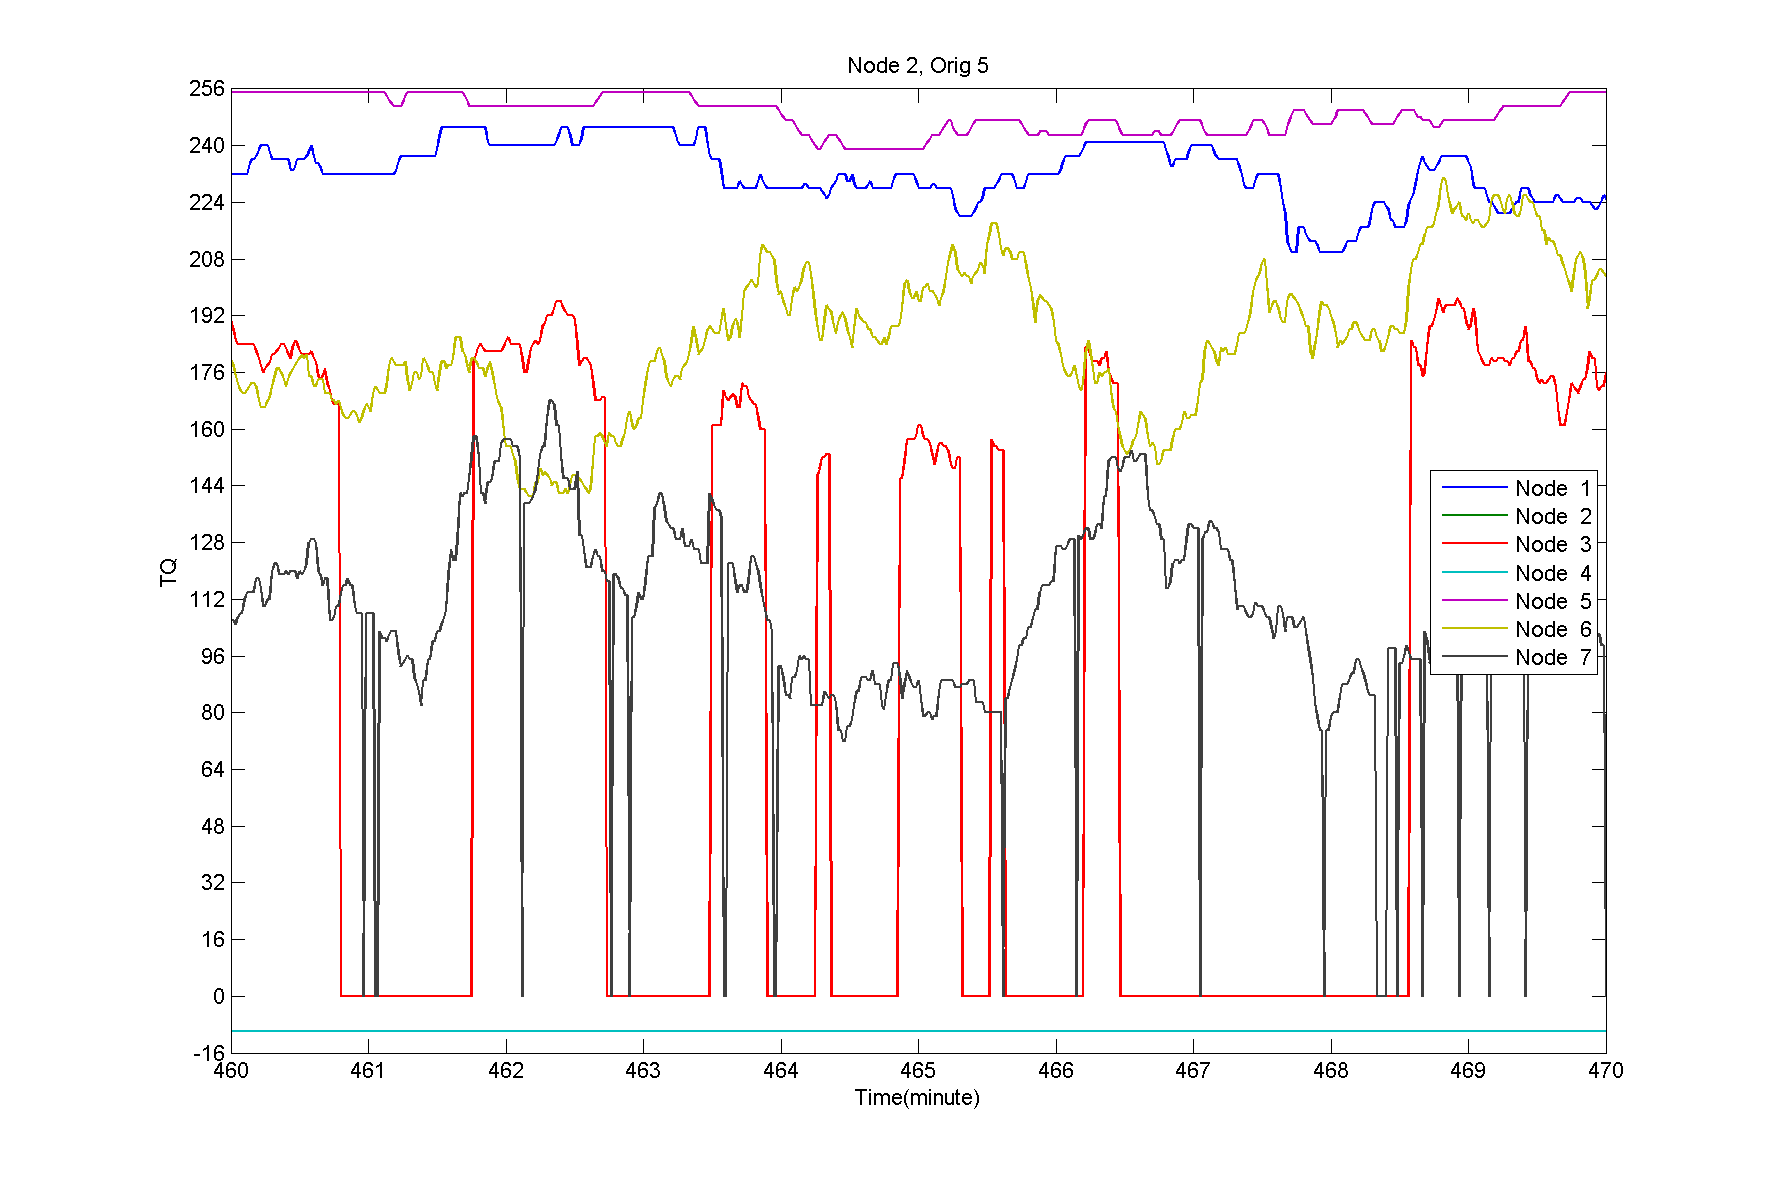 Node 2, Orig 5
256
240
224
208
192
176
160
144
128
112
96
80
64
48
32
16
0
-16
TQ
Node 1
Node 2
Node 3
Node 4
Node 5
Node 6
Node 7
460 461 462 463 464 465 466 467 468 469 470
Time(minute)